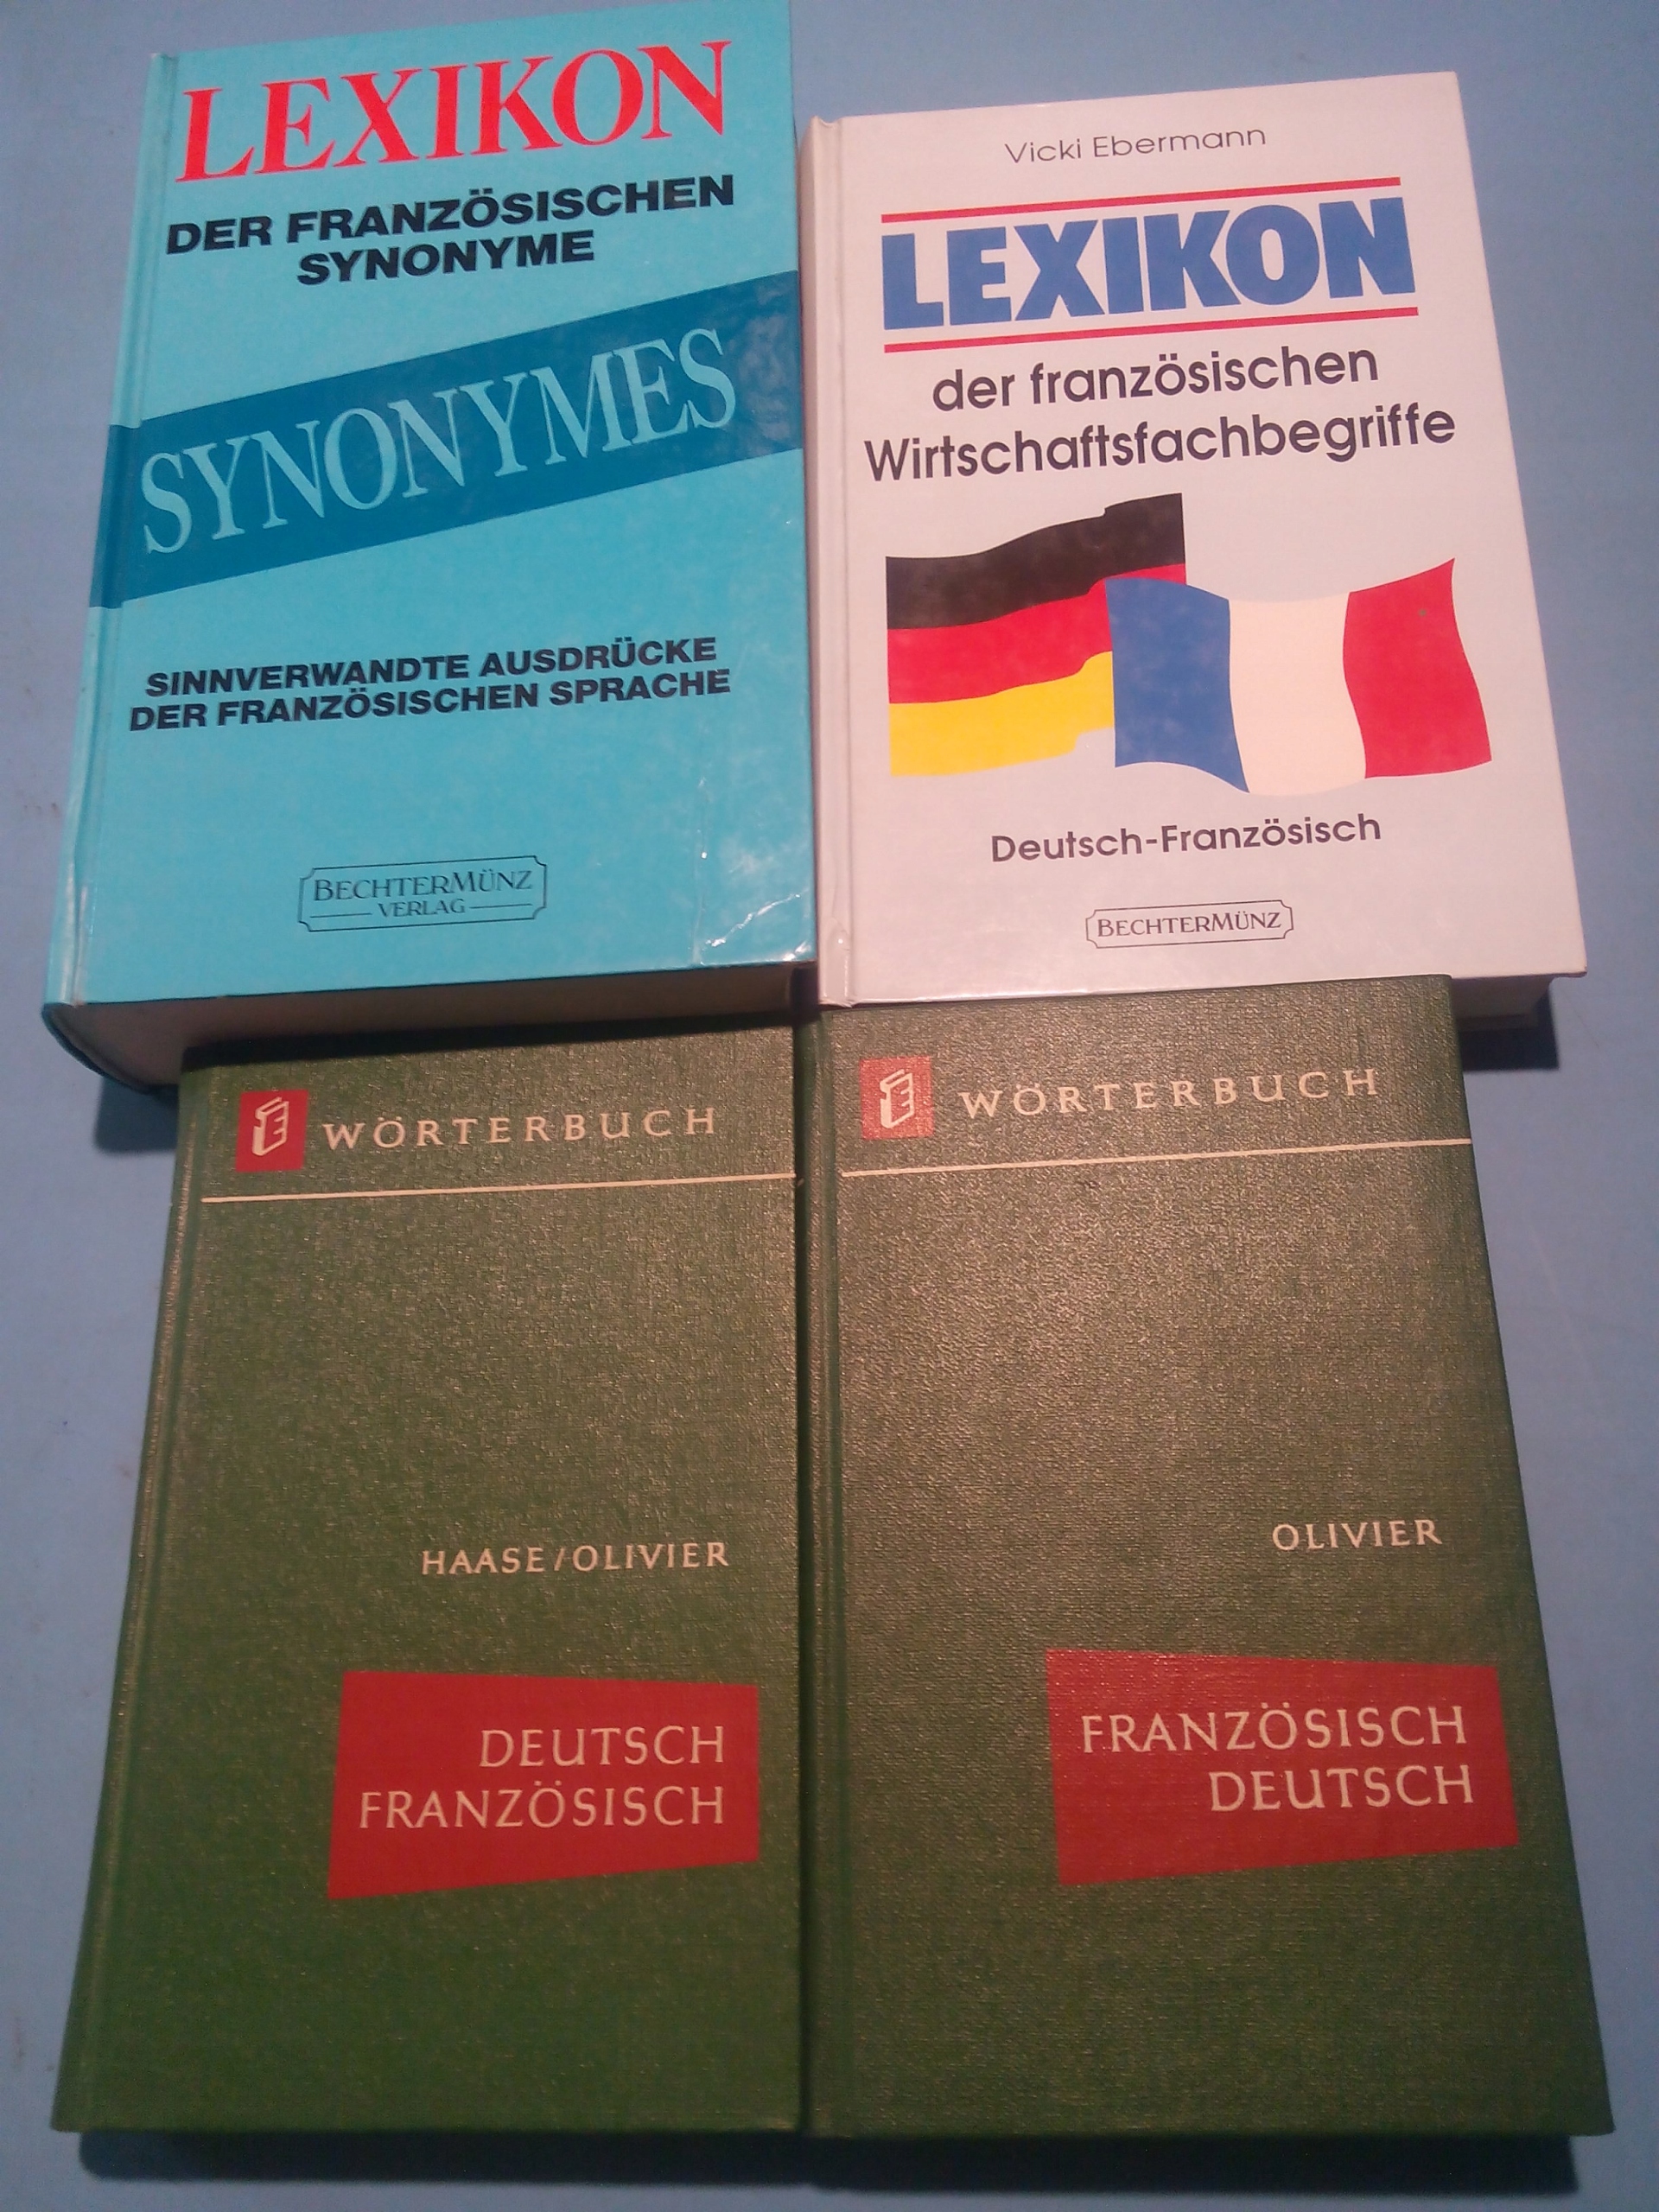 LEXIKON
DER FRANZÖSISCHEN
SYNONYME
SYNONYMES
SINNVERWANDTE AUSDRÜCKE
DER FRANZÖSISCHEN SPRACHE
BECHTERMÜNZ
VERLAG
Vicki Ebermann
LEXIKON
der französischen
Wirtschaftsfachbegriffe
Deutsch-Französisch
BECHTERMÜNZ
WÖRTERBUCH
HAASE/OLIVIER
DEUTSCH
FRANZÖSISCH
WÖRTERBUCH
OLIVIER
FRANZÖSISCH
DEUTSCH